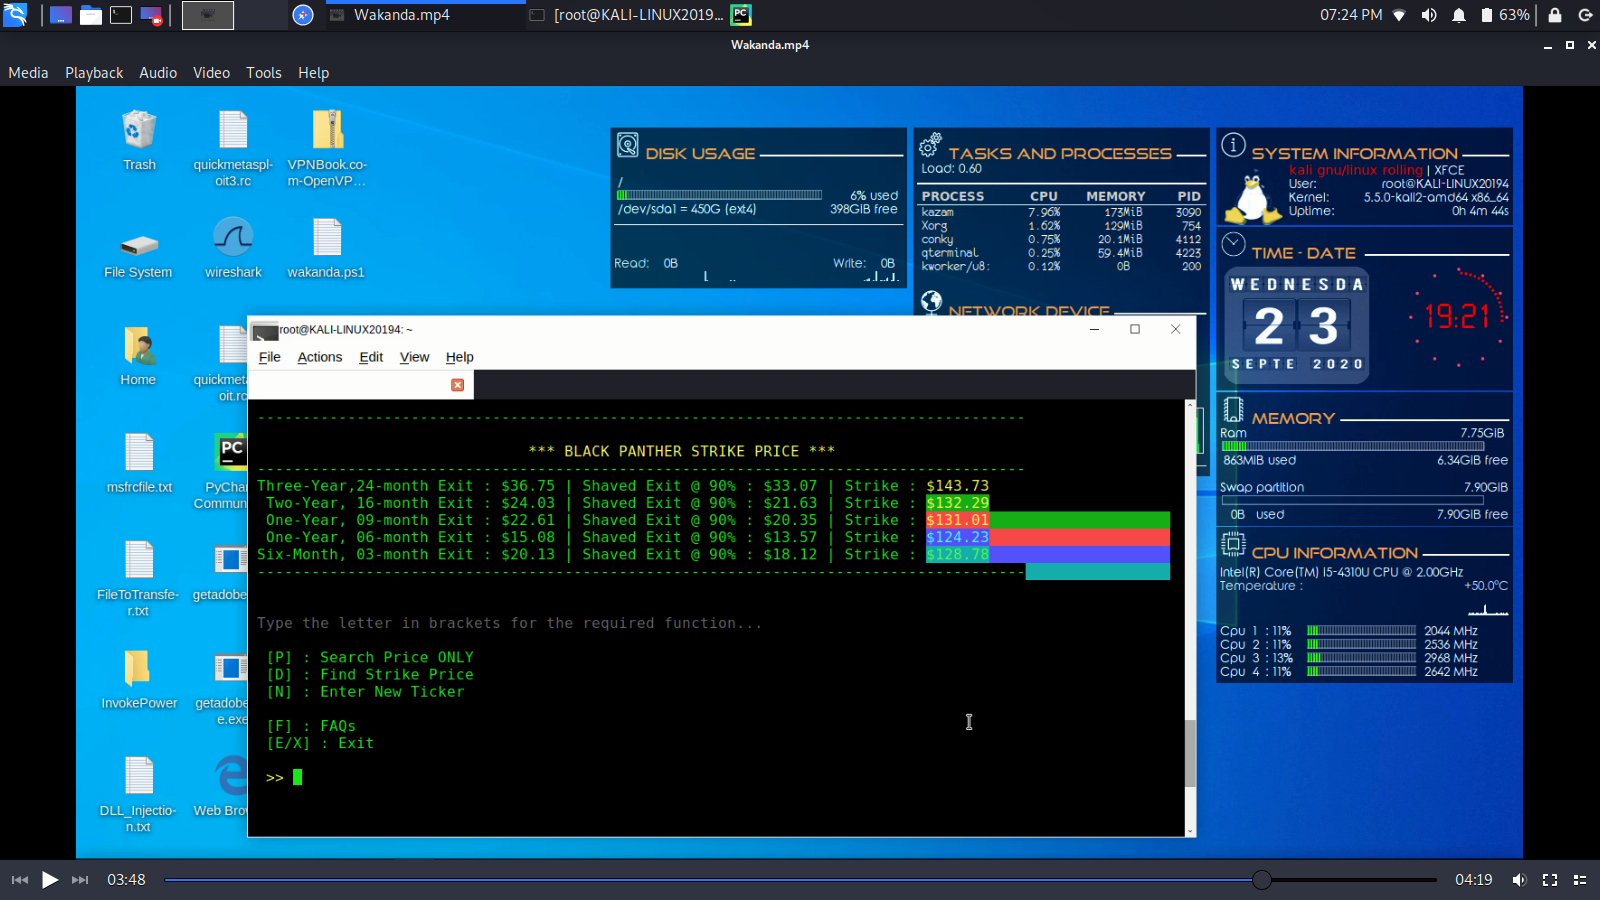 Wakanda.mp4
[root@KALI-LINUX2019...
PC
07:24 PM
63%
Wakanda.mp4
Media Playback Audio Video Tools Help
Trash
quickmetaspl-
oit3.rc
VPNBook.co-
m-OpenVP...
File System
wireshark
wakanda.ps1
Home
quickmeta
oit.rc
msfrcfile.txt
PC
PyChar
Commun
FileToTransfe-
r.txt
getadobe
InvokePower
getadobe
e.exe
DLL_Injectio-
n.txt
Web Brow
DISK USAGE
/
6% used
/dev/sda1 = 450G (ext4) 398GIB free
Read: 0B Write: 0B
TASKS AND PROCESSES
Load: 0.60
PROCESS CPU MEMORY PID
kazam 7.96% 173MiB 3090
Xorg 1.62% 129MiB 754
conky 0.75% 20.1MiB 4112
qterminal 0.25% 59.4MiB 4223
kworker/u8: 0.12% 0B 200
NETWORK DEVICE
SYSTEM INFORMATION
kali gnu/linux rolling | XFCE
User: root@KALI-LINUX20194
Kernel: 5.5.0-kali2-amd64 x86_64
Uptime: 0h 4m 44s
TIME - DATE
WEDNESDA
23
SEPTE 2020
19:21
MEMORY
Ram 7.75GIB
863MIB used 6.34GIB free
Swap partition 7.90GIB
0B used 7.90GIB free
CPU INFORMATION
Intel(R) Core(TM) I5-4310U CPU @ 2.00GHz
Temperature : +50.0°C
Cpu 1 : 11% 2044 MHz
Cpu 2 : 11% 2536 MHz
Cpu 3 : 13% 2968 MHz
Cpu 4 : 11% 2642 MHz
root@KALI-LINUX20194: ~
File Actions Edit View Help
*** BLACK PANTHER STRIKE PRICE ***
Three-Year,24-month Exit : $36.75 | Shaved Exit @ 90% : $33.07 | Strike : $143.73
Two-Year, 16-month Exit : $24.03 | Shaved Exit @ 90% : $21.63 | Strike : $132.29
One-Year, 09-month Exit : $22.61 | Shaved Exit @ 90% : $20.35 | Strike : $131.01
One-Year, 06-month Exit : $15.08 | Shaved Exit @ 90% : $13.57 | Strike : $124.23
Six-Month, 03-month Exit : $20.13 | Shaved Exit @ 90% : $18.12 | Strike : $128.78
Type the letter in brackets for the required function...
[P] : Search Price ONLY
[D] : Find Strike Price
[N] : Enter New Ticker
[F] : FAQs
[E/X] : Exit
>>
03:48
04:19